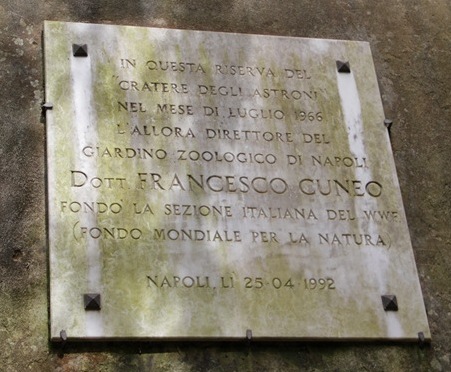 IN QUESTA RISERVA DEL
"CRATERE DEGLI ASTRONI"
NEL MESE DI LUGLIO 1966
L'ALLORA DIRETTORE DEL
GIARDINO ZOOLOGICO DI NAPOLI
DOTT. FRANCESCO CUNEO
FONDO' LA SEZIONE ITALIANA DEL WWF
(FONDO MONDIALE PER LA NATURA)
NAPOLI, LÌ 25·04·1992